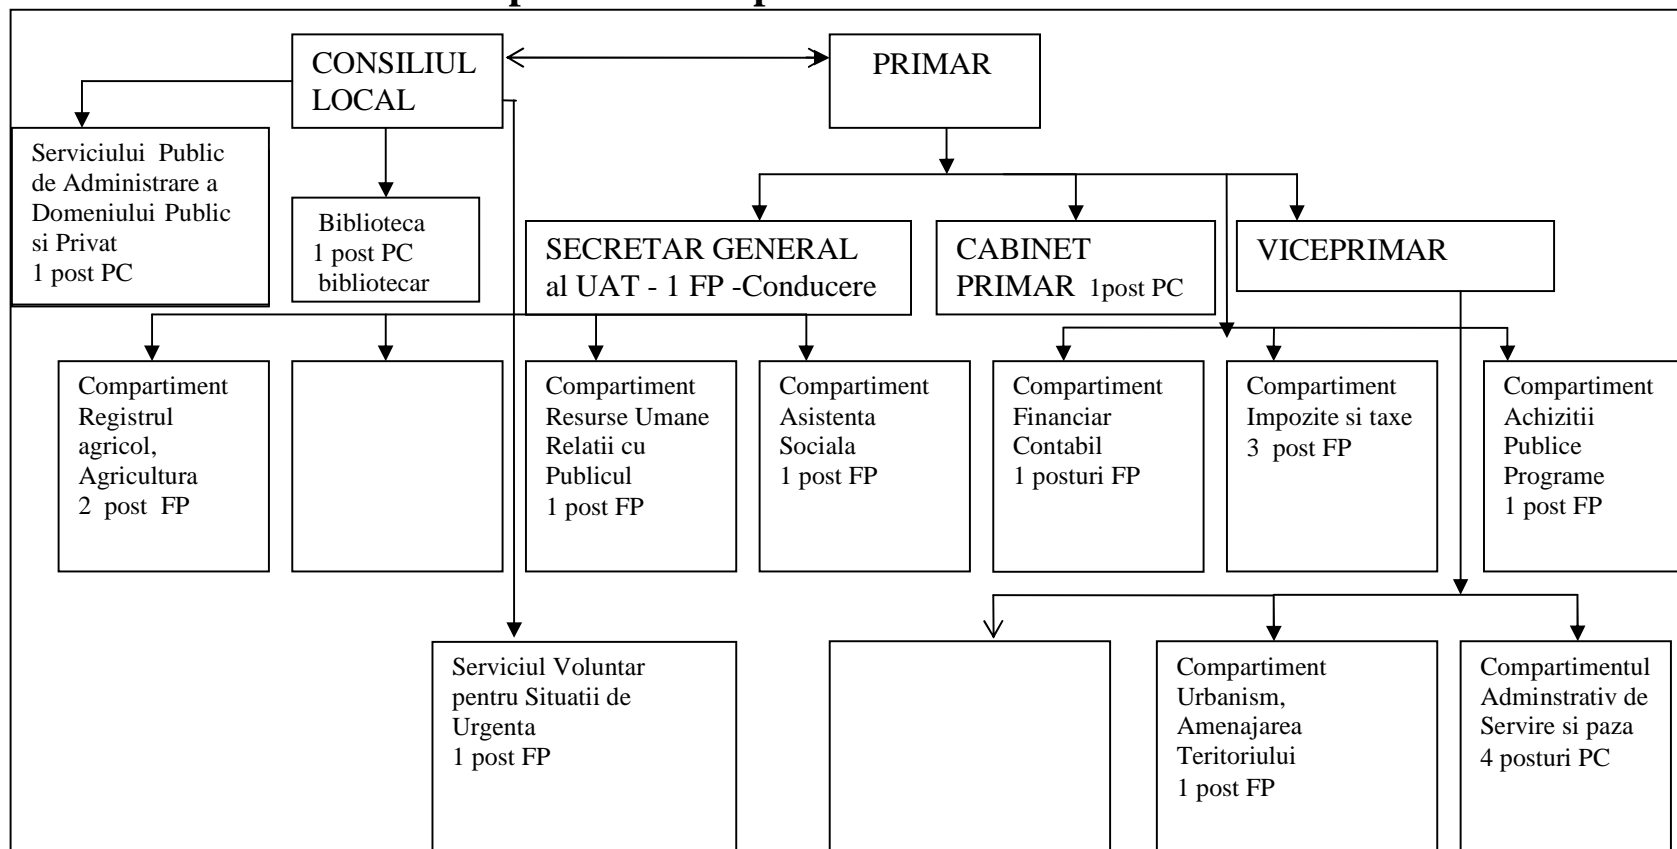 CONSILIUL
LOCAL
PRIMAR
Serviciului Public
de Administrare a
Domeniului Public
si Privat
1 post PC
Biblioteca
1 post PC
bibliotecar
SECRETAR GENERAL
al UAT - 1 FP -Conducere
CABINET
PRIMAR 1post PC
VICEPRIMAR
Compartiment
Registrul
agricol,
Agricultura
2 post FP
Compartiment
Resurse Umane
Relatii cu
Publicul
1 post FP
Compartiment
Asistenta
Sociala
1 post FP
Compartiment
Financiar
Contabil
1 posturi FP
Compartiment
Impozite si taxe
3 post FP
Compartiment
Achizitii
Publice
Programe
1 post FP
Serviciul Voluntar
pentru Situatii de
Urgenta
1 post FP
Compartiment
Urbanism,
Amenajarea
Teritoriului
1 post FP
Compartimentul
Adminstrativ de
Servire si paza
4 posturi PC